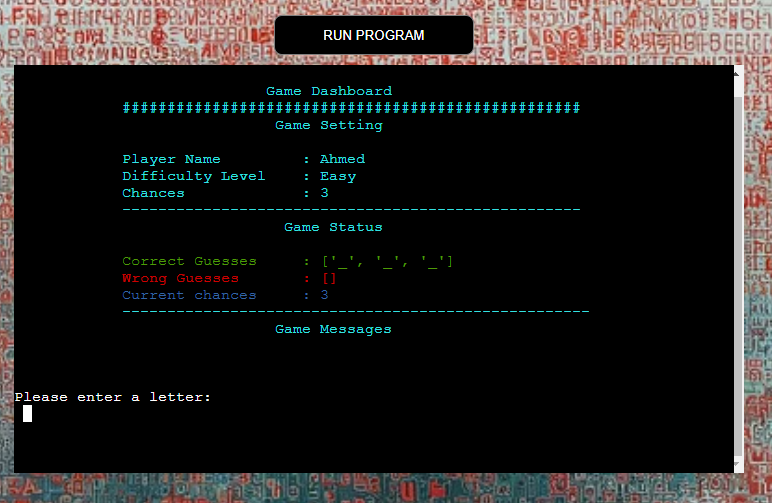 RUN PROGRAM
Game Dashboard
###################################################
Game Setting
Player Name : Ahmed
Difficulty Level : Easy
Chances : 3
---------------------------------------------------
Game Status
Correct Guesses : ['_', '_', '_']
Wrong Guesses : []
Current chances : 3
----------------------------------------------------
Game Messages
Please enter a letter: